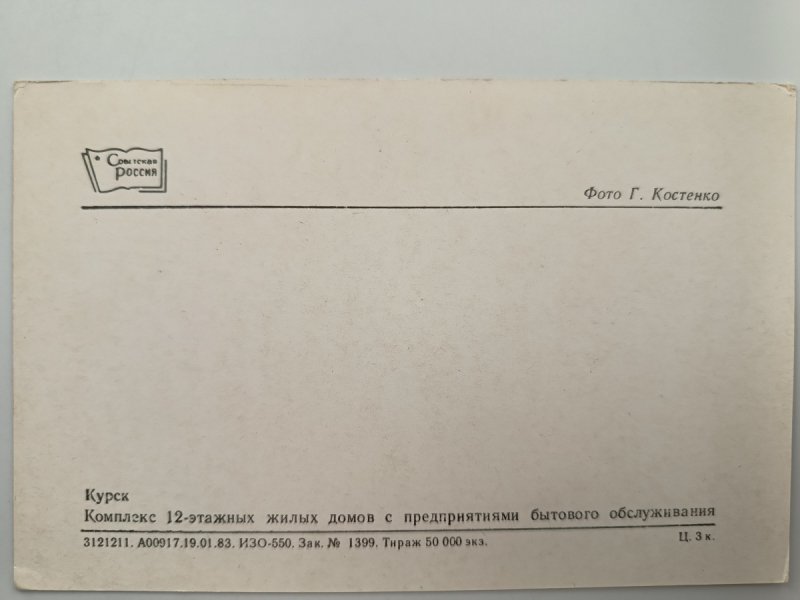 Советская
Россия
Фото Г. Костенко
Курск
Комплекс 12-этажных жилых домов с предприятиями бытового обслуживания
3121211. А00917.19.01.83. ИЗО-550. Зак. № 1399. Тираж 50 000 экз.
Ц. 3 к.